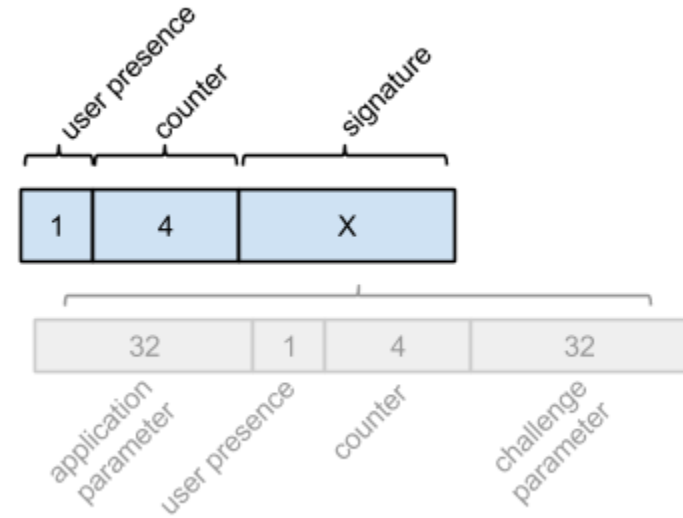 user presence
counter
signature
1 4 X
32 1 4 32
application
parameter
user presence
counter
challenge
parameter